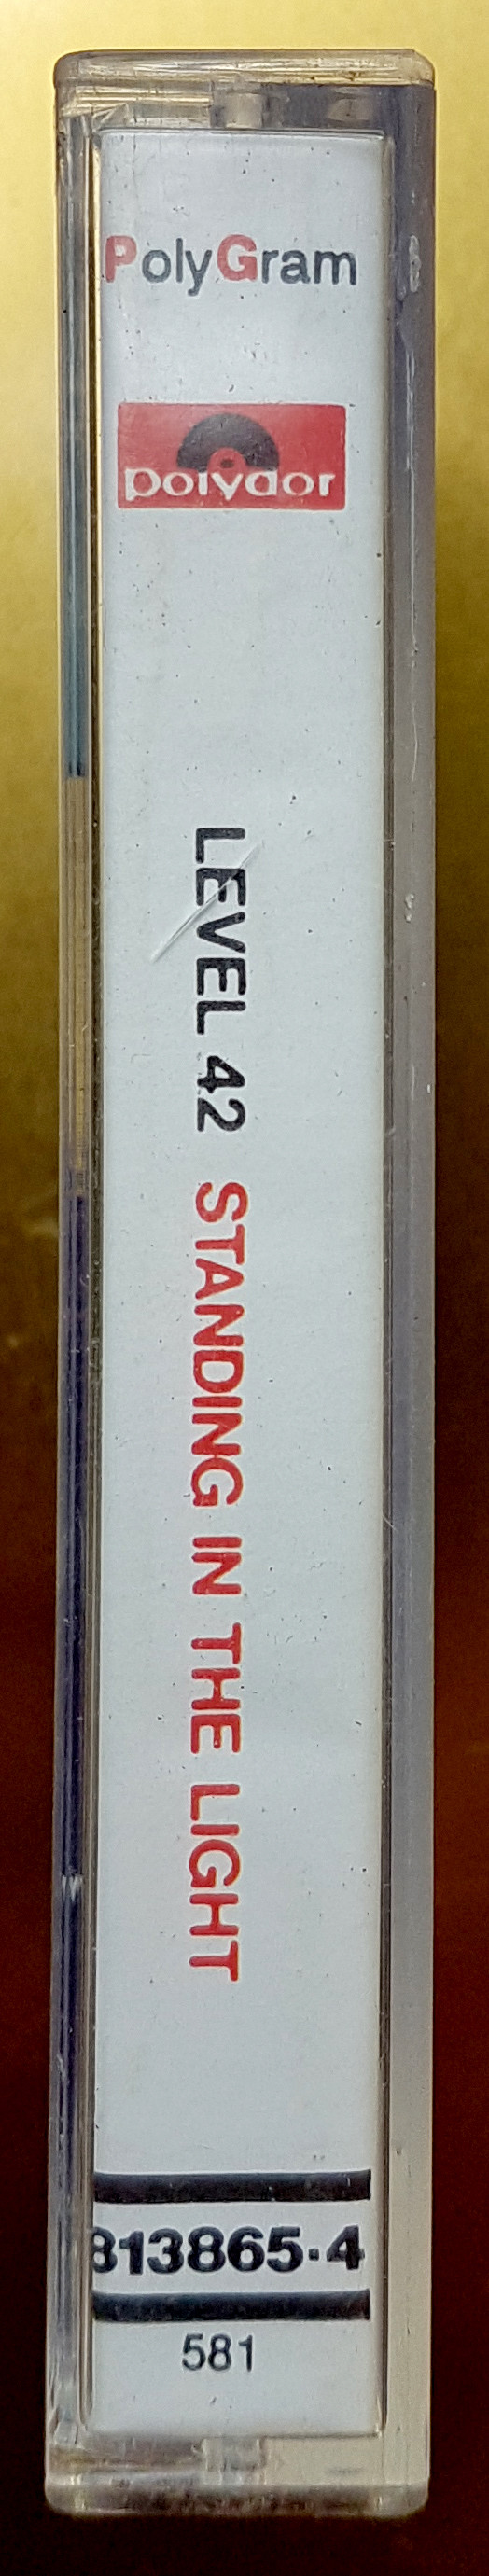 PolyGram
polydor
LEVEL 42 STANDING IN THE LIGHT
813865·4
581